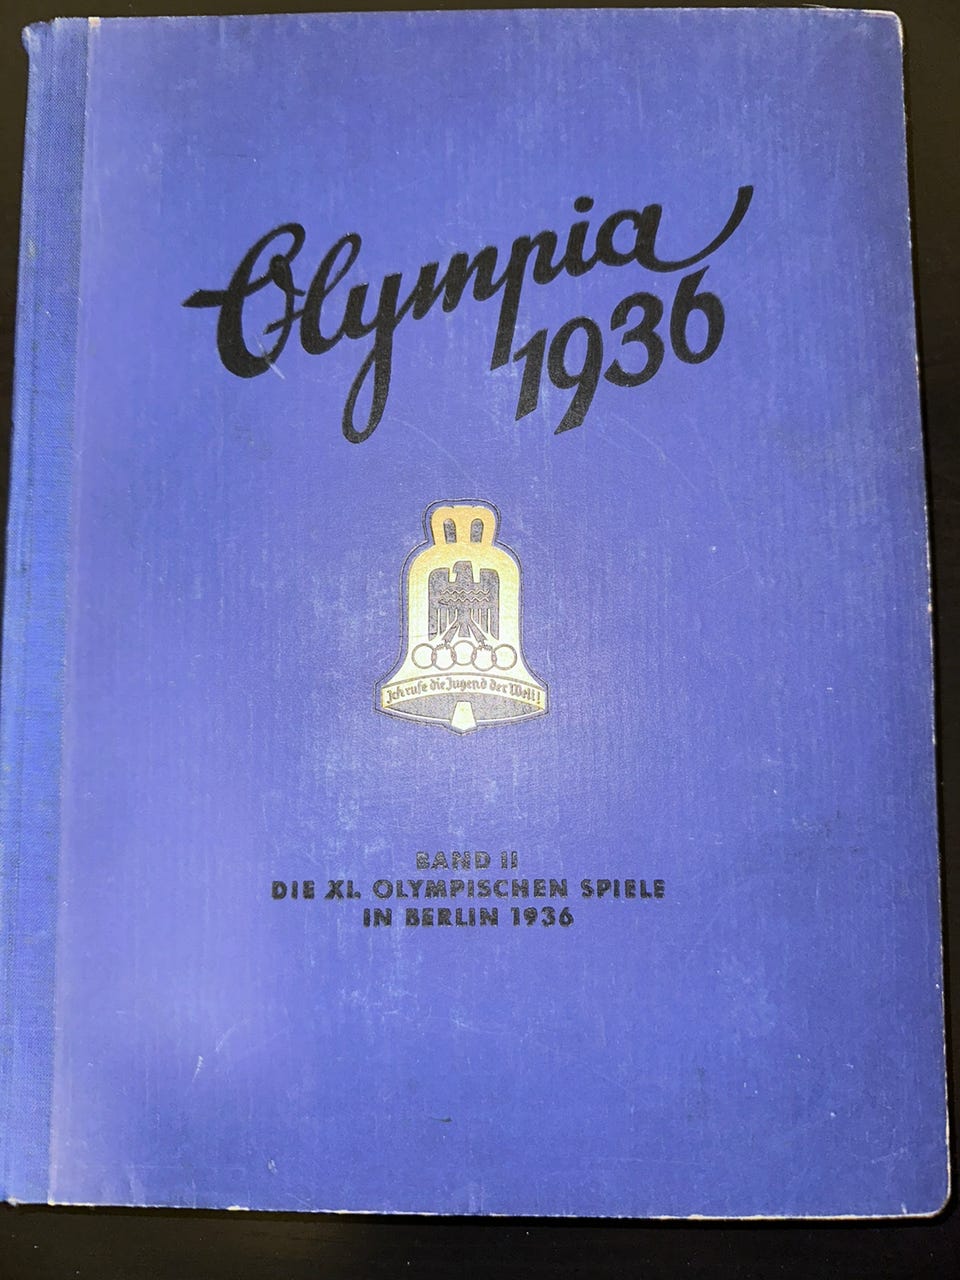 Olympia
1936
Ich rufe die Jugend der Welt!
BAND II
DIE XI. OLYMPISCHEN SPIELE
IN BERLIN 1936